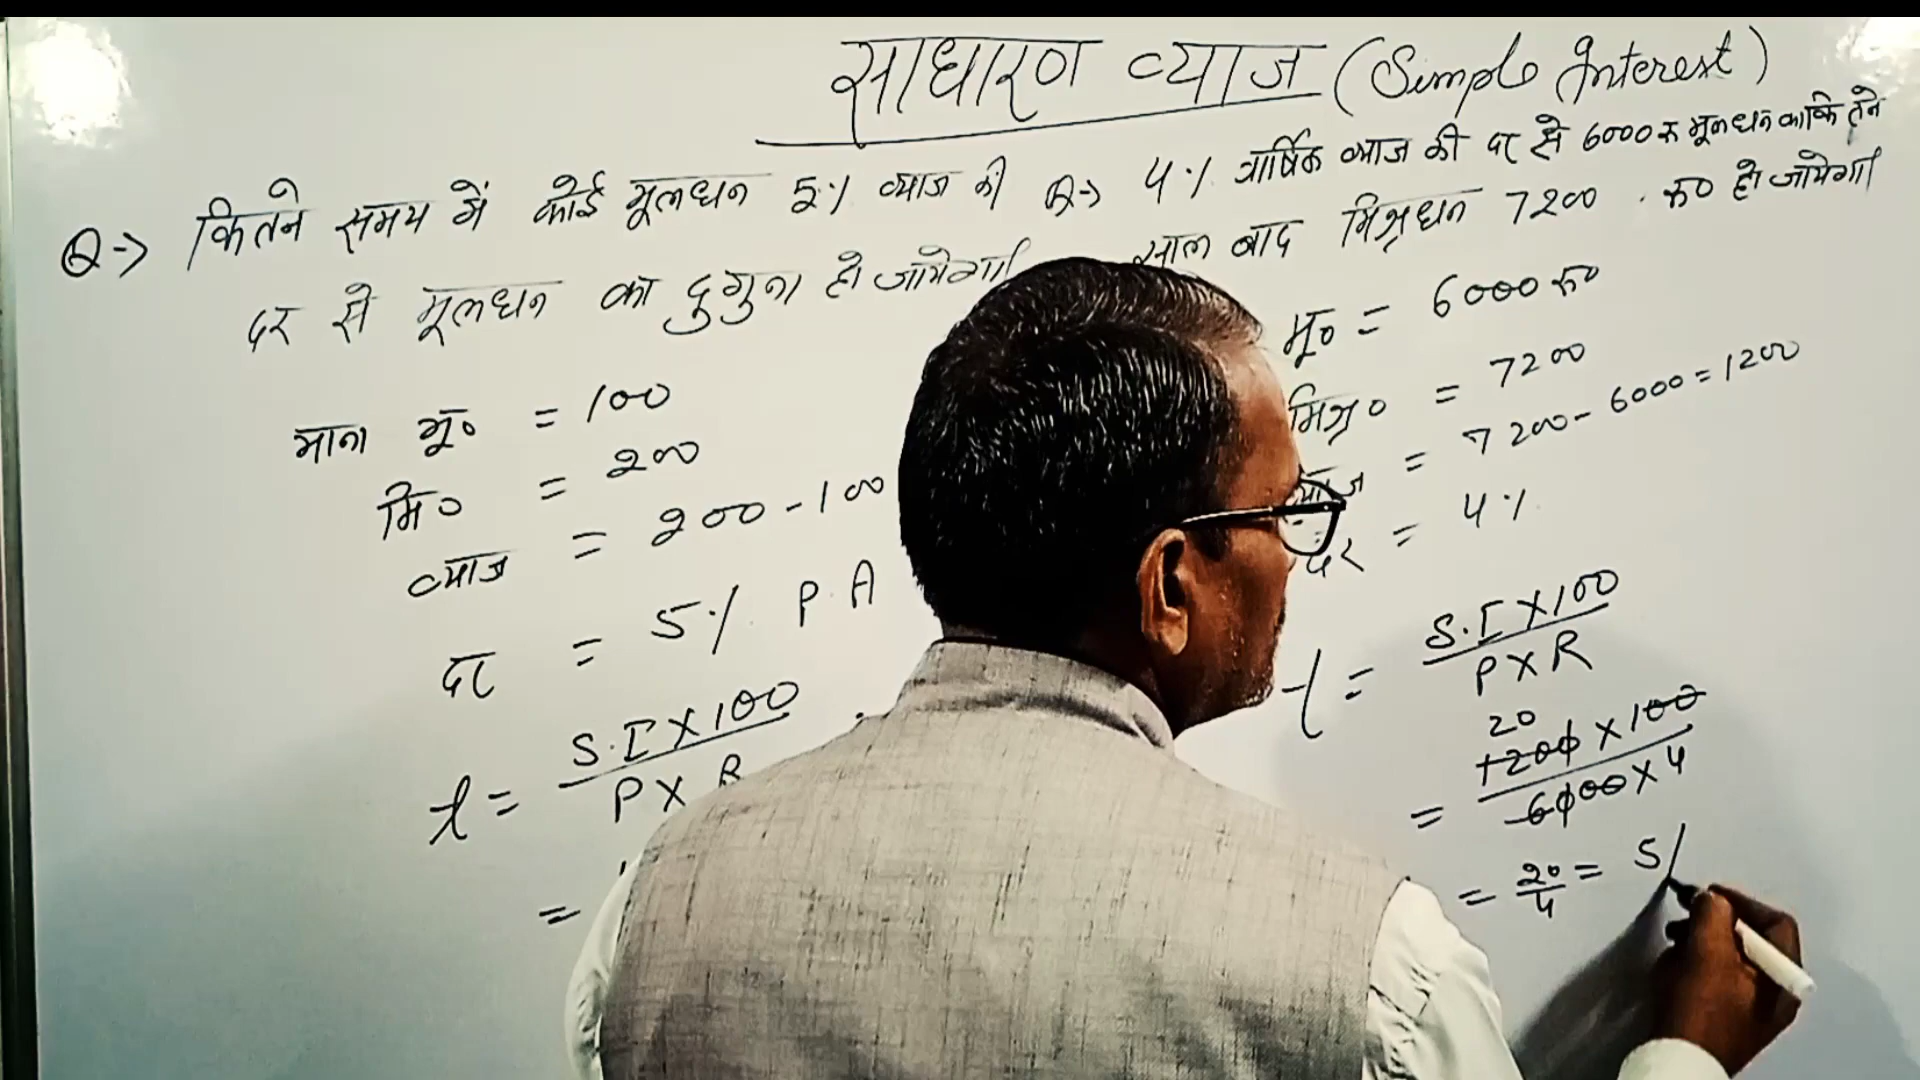 साधारण व्याज (Simple Interest)
Q→ कितने समय में कोई मूलधन 5% व्याज की
दर से मूलधन का दुगुना हो जायेगा
माना मू० = 100
मि० = 200
व्याज = 200-100
दर = 5% P.A
t = S.I X 100
P X R
=
Q→ 4% वार्षिक व्याज की दर से 6000 रु मूलधन का कितने
साल बाद मिश्रधन 7200 रु० हो जायेगा
मू० = 6000 रु०
मिश्र० = 7200
व्याज = 7200-6000=1200
दर = 4%
t = S.I X 100
P X R
20
= 1200 X 100
6000 X 4
= 20 = 5
4